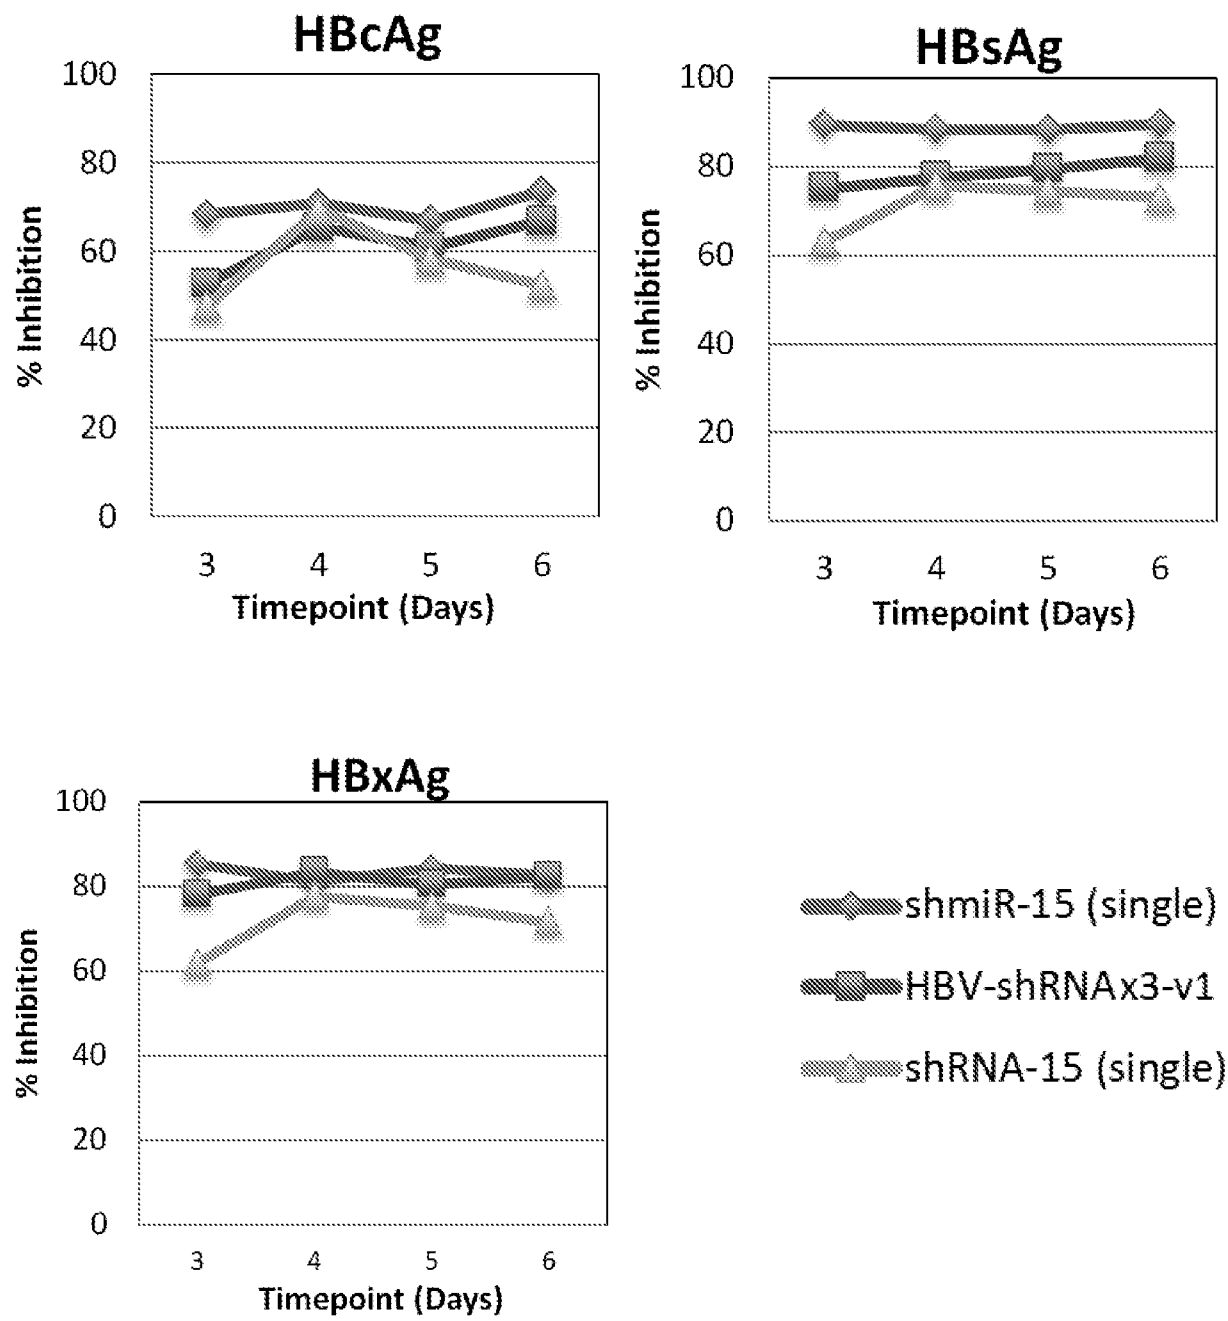 HBcAg
100
80
60
40
20
0
% Inhibition
3 4 5 6
Timepoint (Days)
HBsAg
100
80
60
40
20
0
% Inhibition
3 4 5 6
Timepoint (Days)
HBxAg
100
80
60
40
20
0
% Inhibition
3 4 5 6
Timepoint (Days)
shmiR-15 (single)
HBV-shRNAx3-v1
shRNA-15 (single)